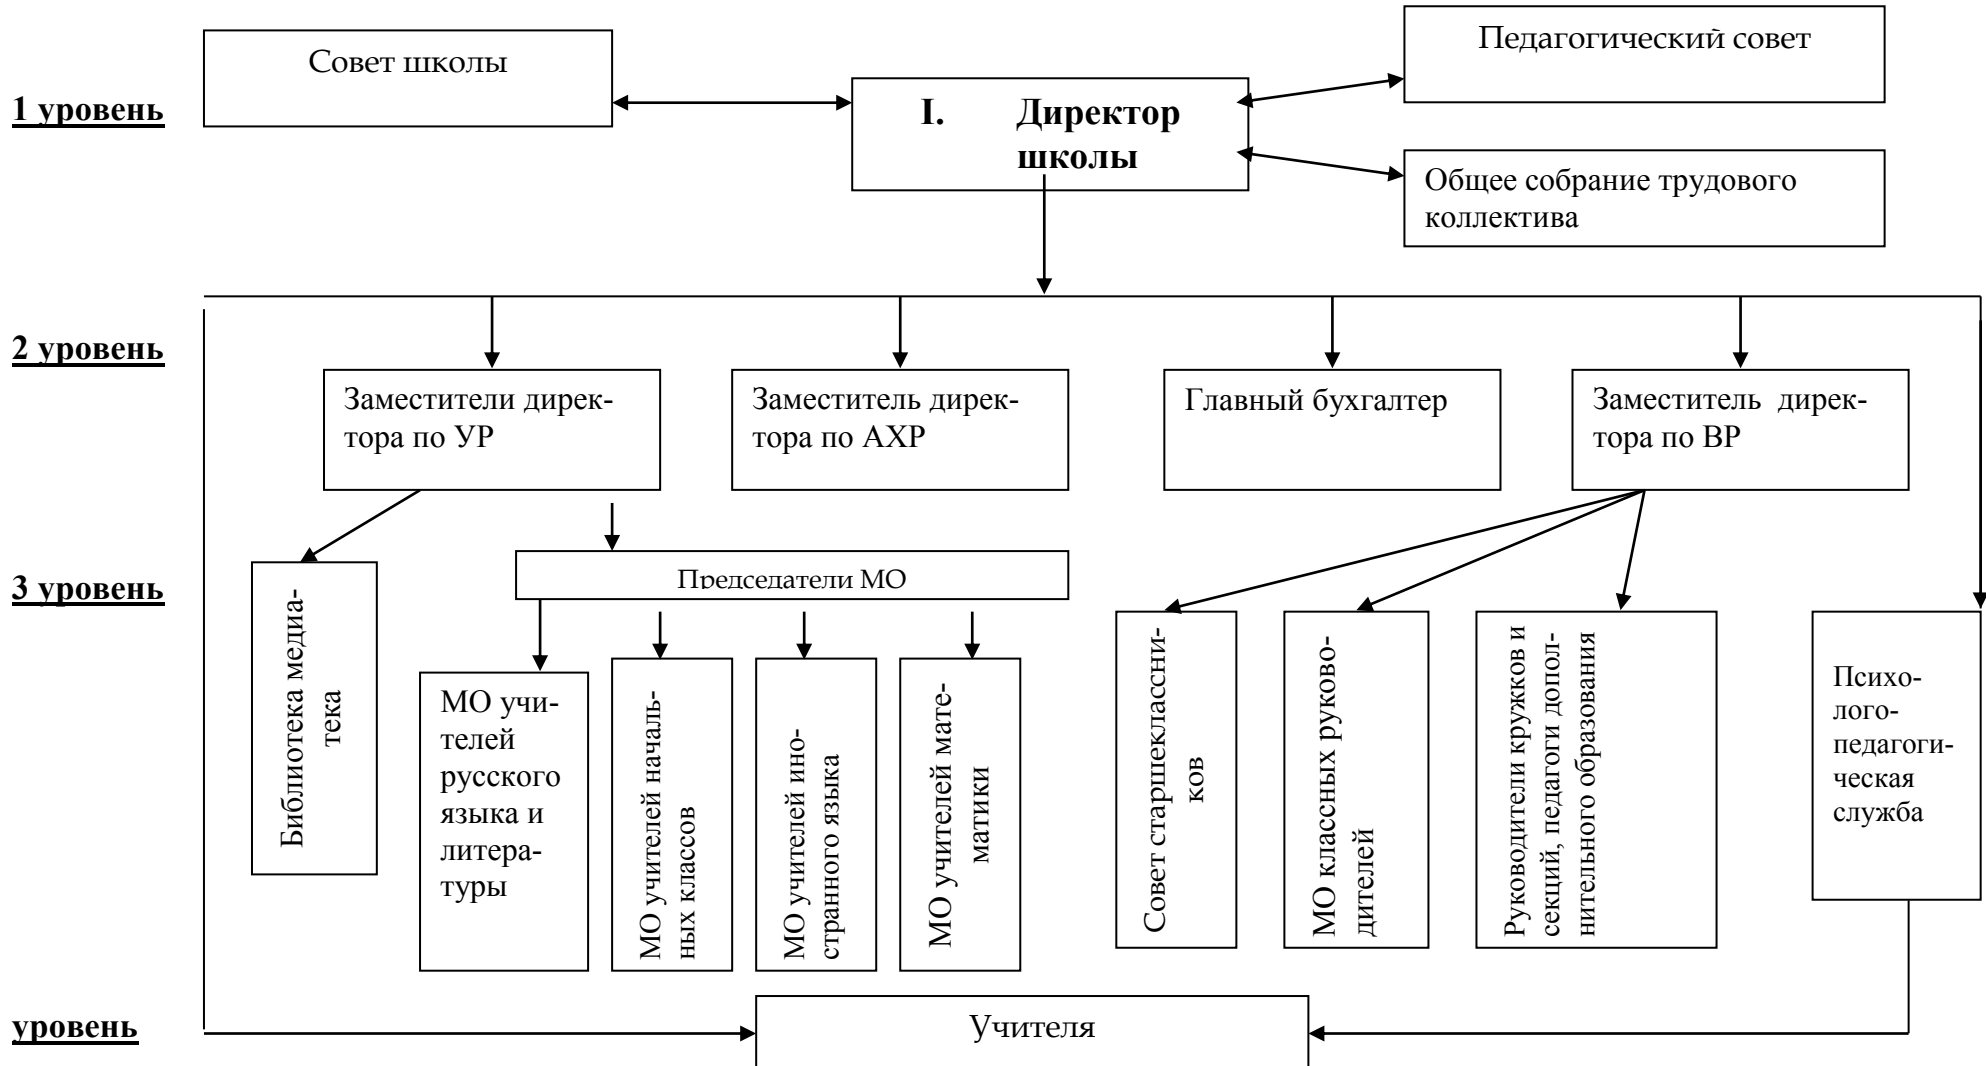 Совет школы
Педагогический совет
1 уровень
I. Директор
школы
Общее собрание трудового
коллектива
2 уровень
Заместители дирек-
тора по УР
Заместитель дирек-
тора по АХР
Главный бухгалтер
Заместитель дирек-
тора по ВР
3 уровень
Библиотека медиа-
тека
Председатели МО
МО учи-
телей
русского
языка и
литера-
туры
МО учителей началь-
ных классов
МО учителей ино-
странного языка
МО учителей мате-
матики
Совет старшеклассни-
ков
МО классных руково-
дителей
Руководители кружков и
секций, педагоги допол-
нительного образования
Психо-
лого-
педагоги-
ческая
служба
уровень
Учителя